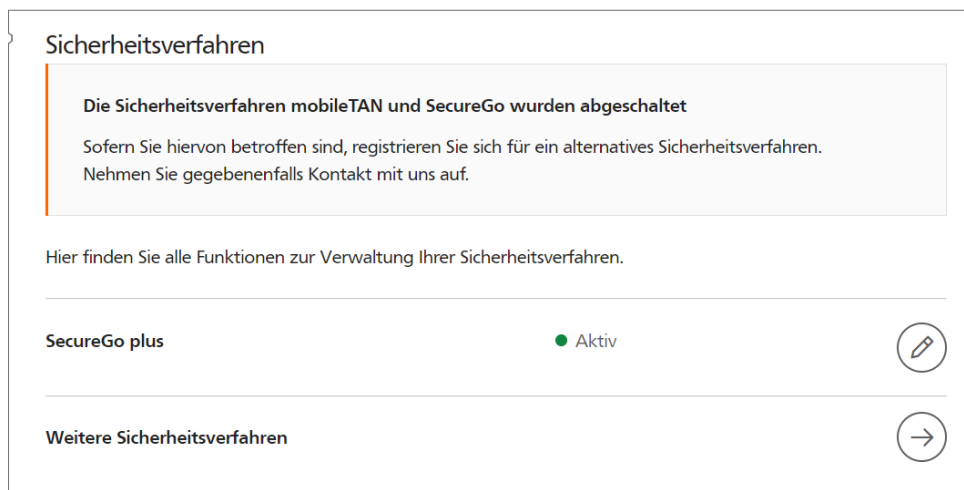 Sicherheitsverfahren
Die Sicherheitsverfahren mobileTAN und SecureGo wurden abgeschaltet
Sofern Sie hiervon betroffen sind, registrieren Sie sich für ein alternatives Sicherheitsverfahren.
Nehmen Sie gegebenenfalls Kontakt mit uns auf.
Hier finden Sie alle Funktionen zur Verwaltung Ihrer Sicherheitsverfahren.
SecureGo plus Aktiv
Weitere Sicherheitsverfahren